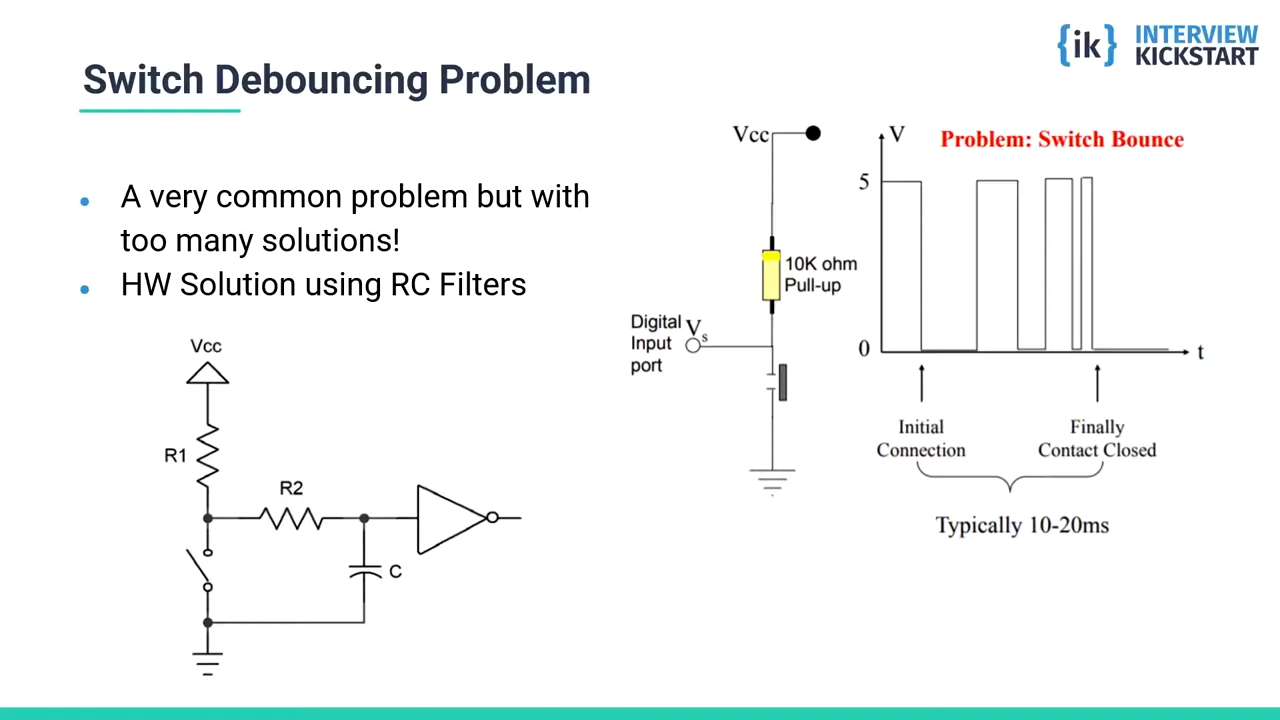 {ik} INTERVIEW
KICKSTART
Switch Debouncing Problem
A very common problem but with
too many solutions!
HW Solution using RC Filters
Vcc
R1
R2
C
Vcc
10K ohm
Pull-up
Digital
Input
port
Vs
V
Problem: Switch Bounce
5
0
t
Initial
Connection
Finally
Contact Closed
Typically 10-20ms